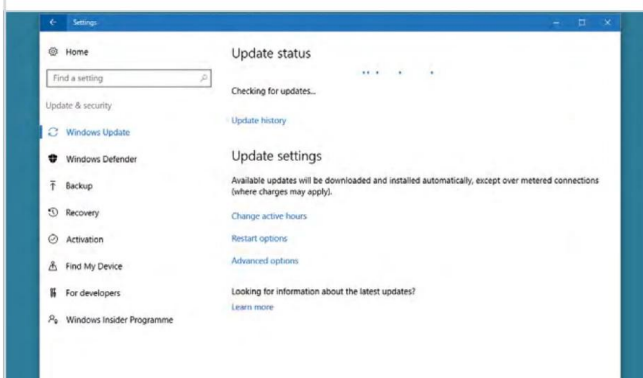 Settings
Home
Find a setting
Update & security
Windows Update
Windows Defender
Backup
Recovery
Activation
Find My Device
For developers
Windows Insider Programme
Update status
Checking for updates...
Update history
Update settings
Available updates will be downloaded and installed automatically, except over metered connections
(where charges may apply).
Change active hours
Restart options
Advanced options
Looking for information about the latest updates?
Learn more